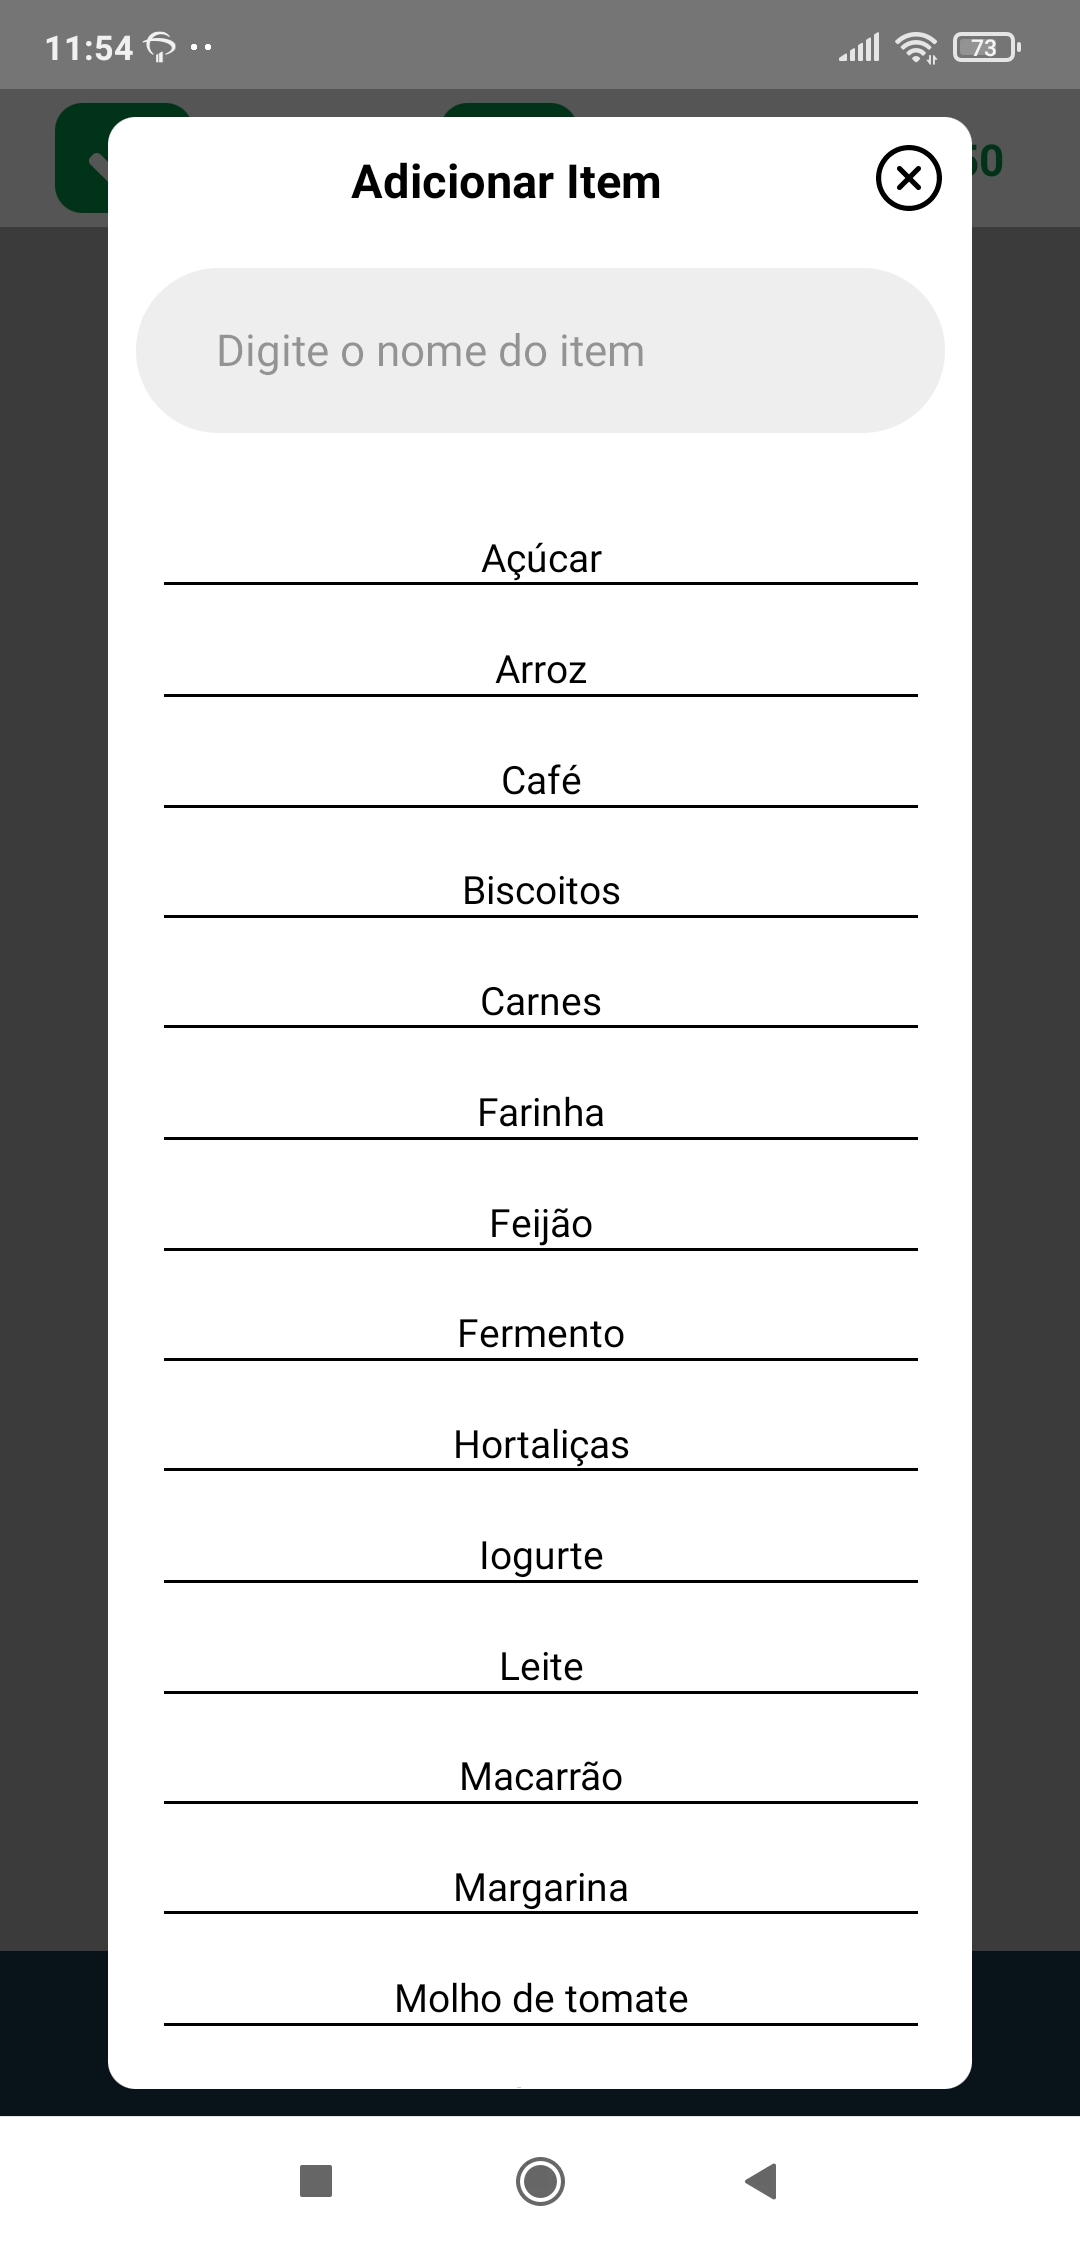 11:54
73
Adicionar Item
50
Digite o nome do item
Açúcar
Arroz
Café
Biscoitos
Carnes
Farinha
Feijão
Fermento
Hortaliças
Iogurte
Leite
Macarrão
Margarina
Molho de tomate